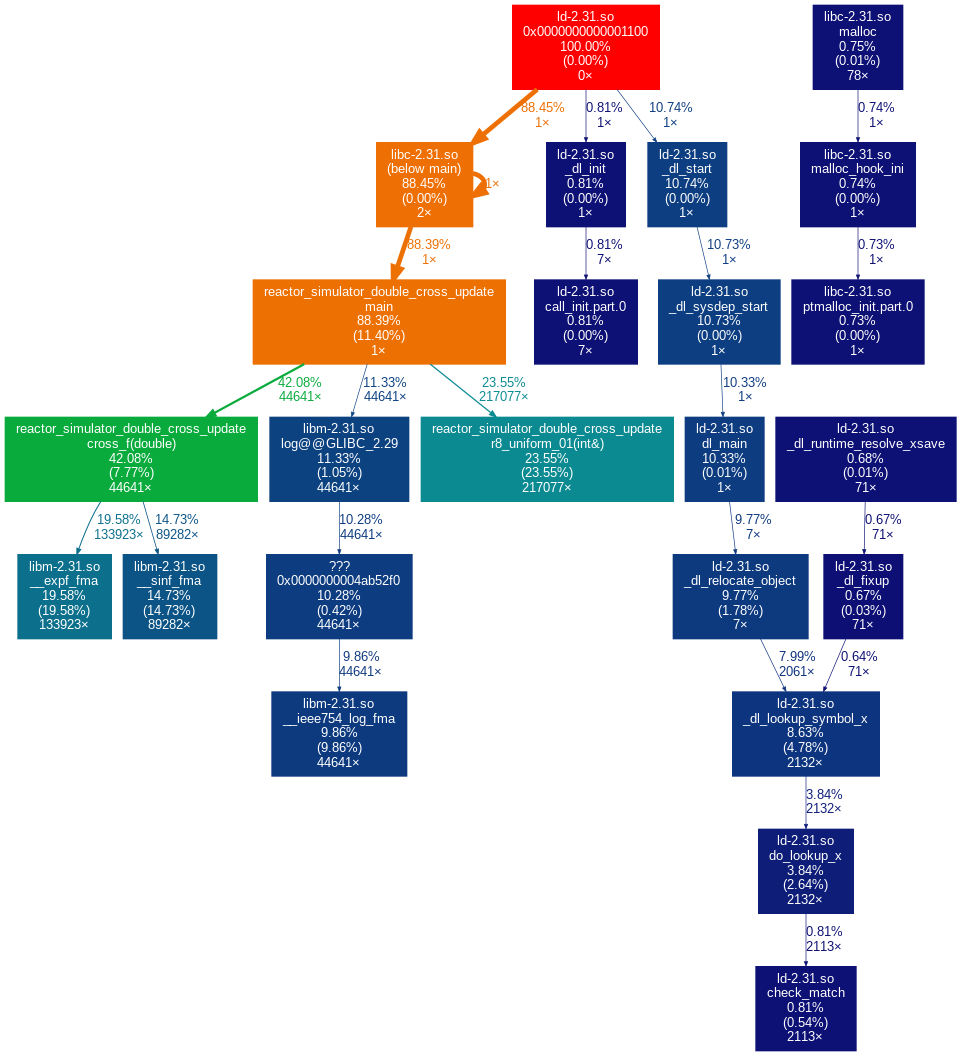 ld-2.31.so
0x0000000000001100
100.00%
(0.00%)
0×
libc-2.31.so
malloc
0.75%
(0.01%)
78×
88.45%
1×
0.81%
1×
10.74%
1×
0.74%
1×
libc-2.31.so
(below main)
88.45%
(0.00%)
2×
1×
ld-2.31.so
_dl_init
0.81%
(0.00%)
1×
ld-2.31.so
_dl_start
10.74%
(0.00%)
1×
libc-2.31.so
malloc_hook_ini
0.74%
(0.00%)
1×
88.39%
1×
0.81%
7×
10.73%
1×
0.73%
1×
reactor_simulator_double_cross_update
main
88.39%
(11.40%)
1×
ld-2.31.so
call_init.part.0
0.81%
(0.00%)
7×
ld-2.31.so
_dl_sysdep_start
10.73%
(0.00%)
1×
libc-2.31.so
ptmalloc_init.part.0
0.73%
(0.00%)
1×
42.08%
44641×
11.33%
44641×
23.55%
217077×
10.33%
1×
reactor_simulator_double_cross_update
cross_f(double)
42.08%
(7.77%)
44641×
libm-2.31.so
log@@GLIBC_2.29
11.33%
(1.05%)
44641×
reactor_simulator_double_cross_update
r8_uniform_01(int&)
23.55%
(23.55%)
217077×
ld-2.31.so
dl_main
10.33%
(0.01%)
1×
ld-2.31.so
_dl_runtime_resolve_xsave
0.68%
(0.01%)
71×
19.58%
133923×
14.73%
89282×
10.28%
44641×
9.77%
7×
0.67%
71×
libm-2.31.so
__expf_fma
19.58%
(19.58%)
133923×
libm-2.31.so
__sinf_fma
14.73%
(14.73%)
89282×
???
0x0000000004ab52f0
10.28%
(0.42%)
44641×
ld-2.31.so
_dl_relocate_object
9.77%
(1.78%)
7×
ld-2.31.so
_dl_fixup
0.67%
(0.03%)
71×
9.86%
44641×
7.99%
2061×
0.64%
71×
libm-2.31.so
__ieee754_log_fma
9.86%
(9.86%)
44641×
ld-2.31.so
_dl_lookup_symbol_x
8.63%
(4.78%)
2132×
3.84%
2132×
ld-2.31.so
do_lookup_x
3.84%
(2.64%)
2132×
0.81%
2113×
ld-2.31.so
check_match
0.81%
(0.54%)
2113×